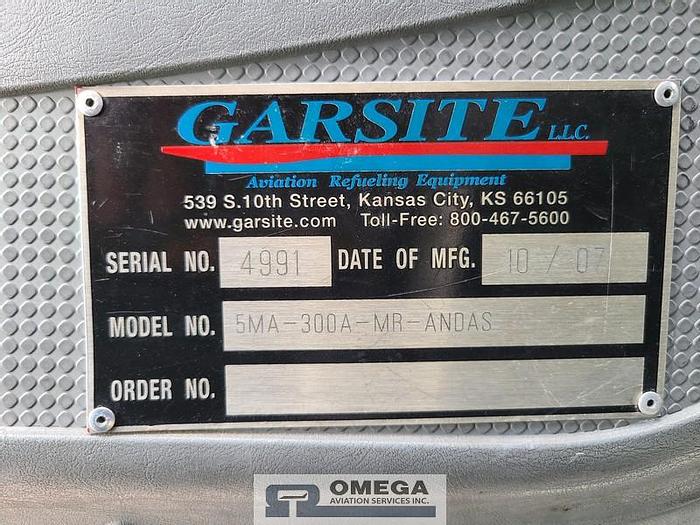 GARSITE L.L.C.
Aviation Refueling Equipment
539 S.10th Street, Kansas City, KS 66105
www.garsite.com Toll-Free: 800-467-5600
SERIAL NO. 4991 DATE OF MFG. 10 / 07
MODEL NO. 5MA-300A-MR-ANDAS
ORDER NO.
OMEGA
AVIATION SERVICES INC.